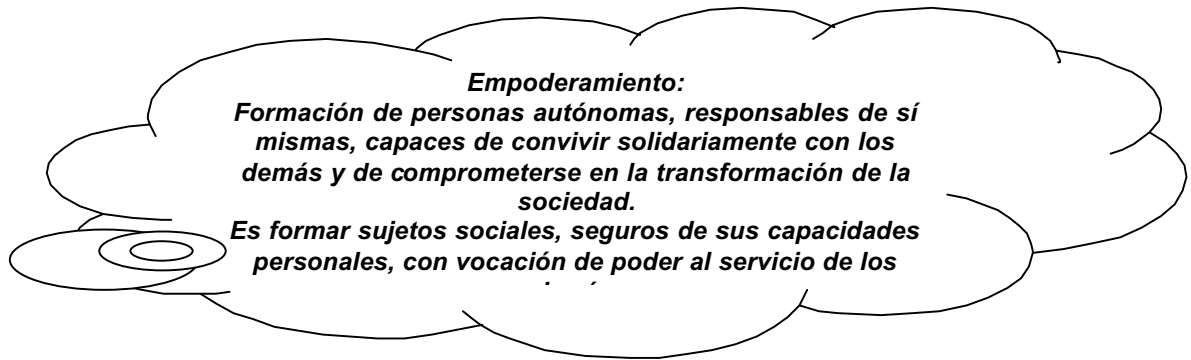 Empoderamiento:
Formación de personas autónomas, responsables de sí
mismas, capaces de convivir solidariamente con los
demás y de comprometerse en la transformación de la
sociedad.
Es formar sujetos sociales, seguros de sus capacidades
personales, con vocación de poder al servicio de los